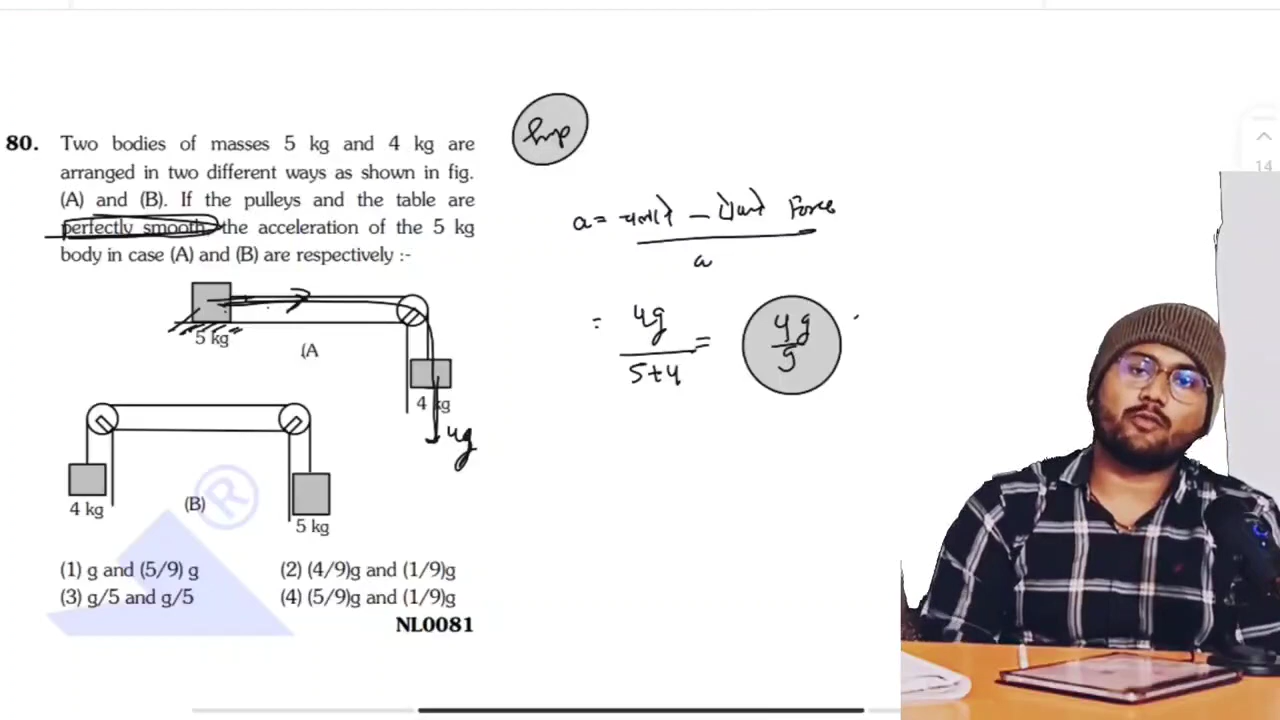 80. Two bodies of masses 5 kg and 4 kg are
arranged in two different ways as shown in fig.
(A) and (B). If the pulleys and the table are
perfectly smooth the acceleration of the 5 kg
body in case (A) and (B) are respectively :-
5 kg
(A
4 kg
4g
4 kg
(B)
5 kg
®
(1) g and (5/9) g
(2) (4/9)g and (1/9)g
(3) g/5 and g/5
(4) (5/9)g and (1/9)g
NL0081
Imp
a = – Force
a
= 4g / 5+4 = 4g / 9
14